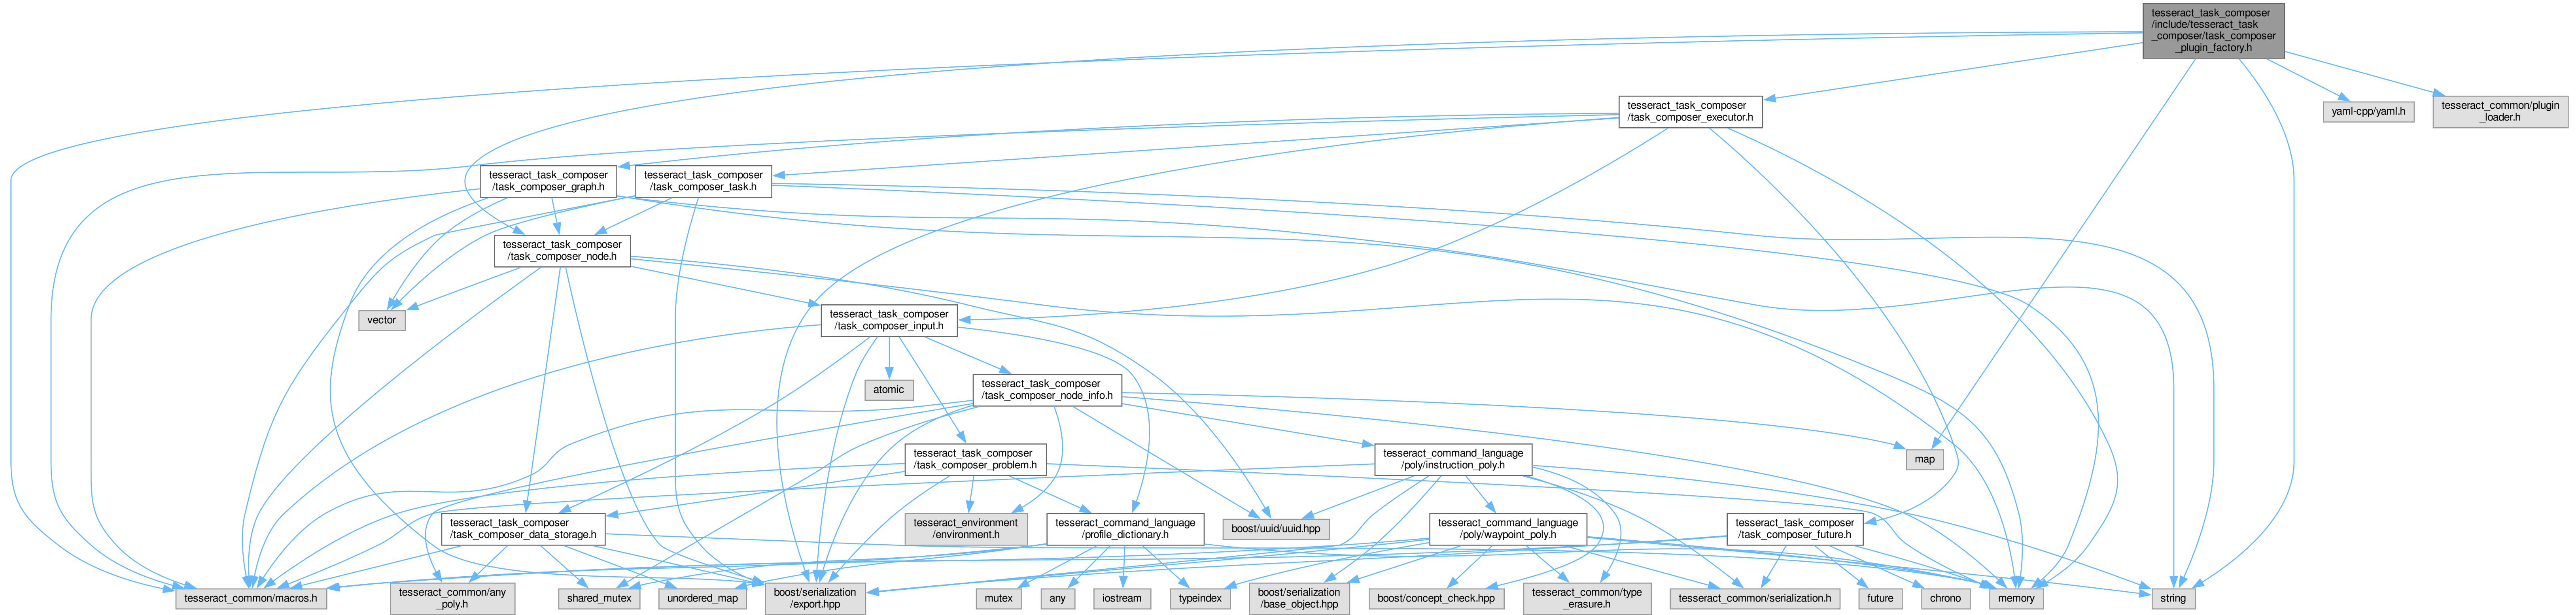 tesseract_task_composer
/include/tesseract_task
_composer/task_composer
_plugin_factory.h
tesseract_task_composer
/task_composer_executor.h
yaml-cpp/yaml.h
tesseract_common/plugin
_loader.h
tesseract_task_composer
/task_composer_graph.h
tesseract_task_composer
/task_composer_task.h
tesseract_task_composer
/task_composer_node.h
vector
tesseract_task_composer
/task_composer_input.h
atomic
tesseract_task_composer
/task_composer_node_info.h
tesseract_task_composer
/task_composer_problem.h
tesseract_command_language
/poly/instruction_poly.h
map
tesseract_task_composer
/task_composer_data_storage.h
tesseract_environment
/environment.h
tesseract_command_language
/profile_dictionary.h
boost/uuid/uuid.hpp
tesseract_command_language
/poly/waypoint_poly.h
tesseract_task_composer
/task_composer_future.h
tesseract_common/macros.h
tesseract_common/any
_poly.h
shared_mutex
unordered_map
boost/serialization
/export.hpp
mutex
any
iostream
typeindex
boost/serialization
/base_object.hpp
boost/concept_check.hpp
tesseract_common/type
_erasure.h
tesseract_common/serialization.h
future
chrono
memory
string